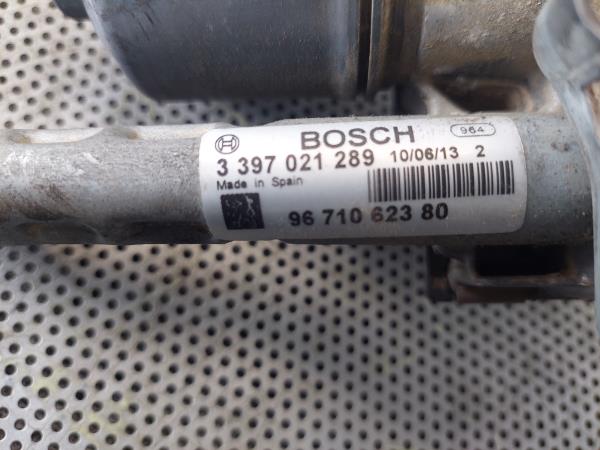 BOSCH 964
3 397 021 289 10/06/13 2
Made in Spain
96 710 623 80